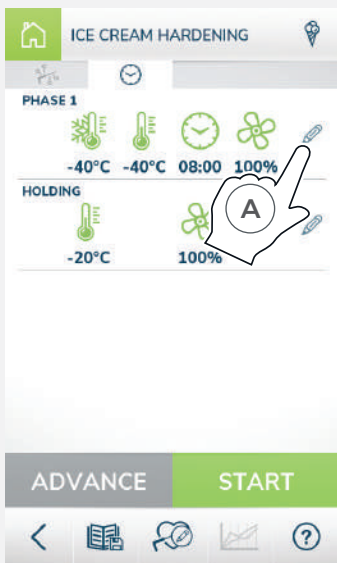 ICE CREAM HARDENING
PHASE 1
-40°C -40°C 08:00 100%
HOLDING
A
-20°C 100%
ADVANCE START
?